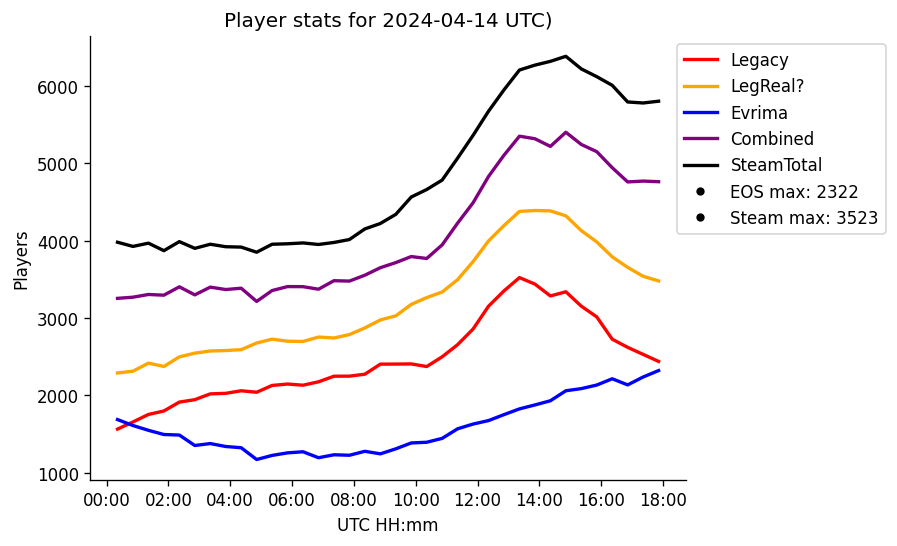 Player stats for 2024-04-14 UTC)
Players
6000
5000
4000
3000
2000
1000
00:00 02:00 04:00 06:00 08:00 10:00 12:00 14:00 16:00 18:00
UTC HH:mm
Legacy
LegReal?
Evrima
Combined
SteamTotal
EOS max: 2322
Steam max: 3523